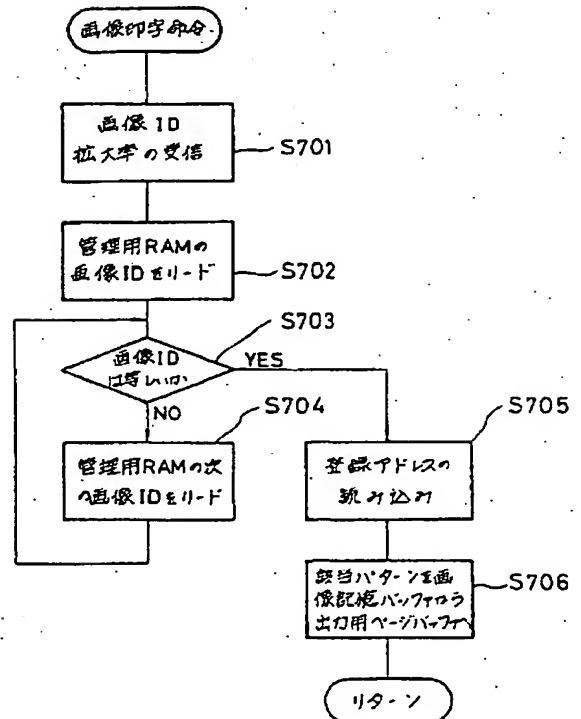 画像印字命令
画像ID
拡大率の受信
S701
管理用RAMの
画像IDをリード
S702
S703
画像ID
は等しいか
YES
NO
S704
管理用RAMの次
の画像IDをリード
S705
登録アドレスの
読み込み
S706
該当パターンを画
像記憶バッファから
出力用ページバッファへ
リターン